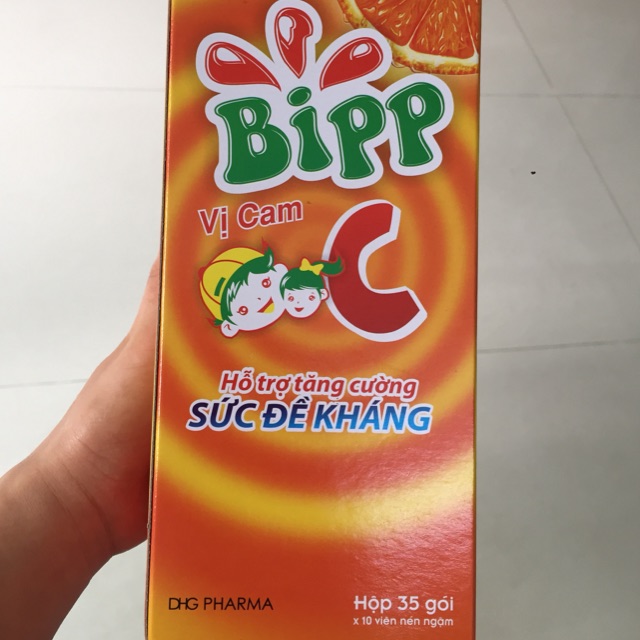 Bipp
Vị Cam
C
Hỗ trợ tăng cường
SỨC ĐỀ KHÁNG
DHG PHARMA
Hộp 35 gói
x 10 viên nén ngậm